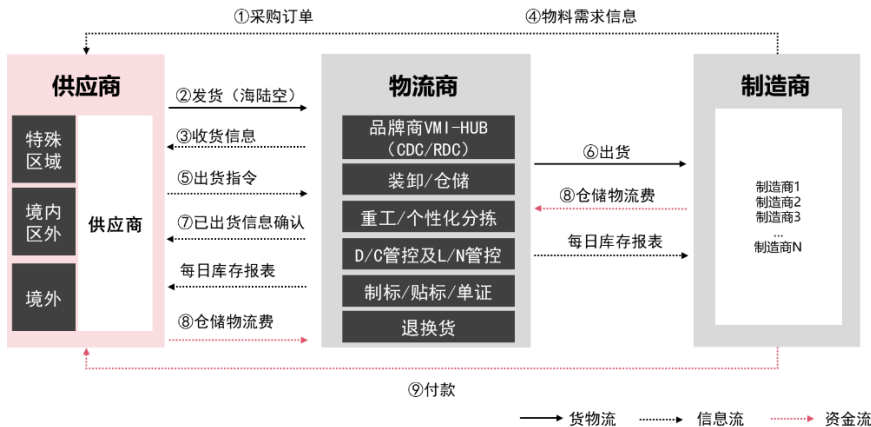 ①采购订单
④物料需求信息
供应商
物流商
制造商
特殊
区域
境内
区外
境外
供应商
②发货（海陆空）
③收货信息
⑤出货指令
⑦已出货信息确认
每日库存报表
⑧仓储物流费
品牌商VMI-HUB
（CDC/RDC）
装卸/仓储
重工/个性化分拣
D/C管控及L/N管控
制标/贴标/单证
退换货
⑥出货
⑧仓储物流费
每日库存报表
制造商1
制造商2
制造商3
...
制造商N
⑨付款
货物流
信息流
资金流